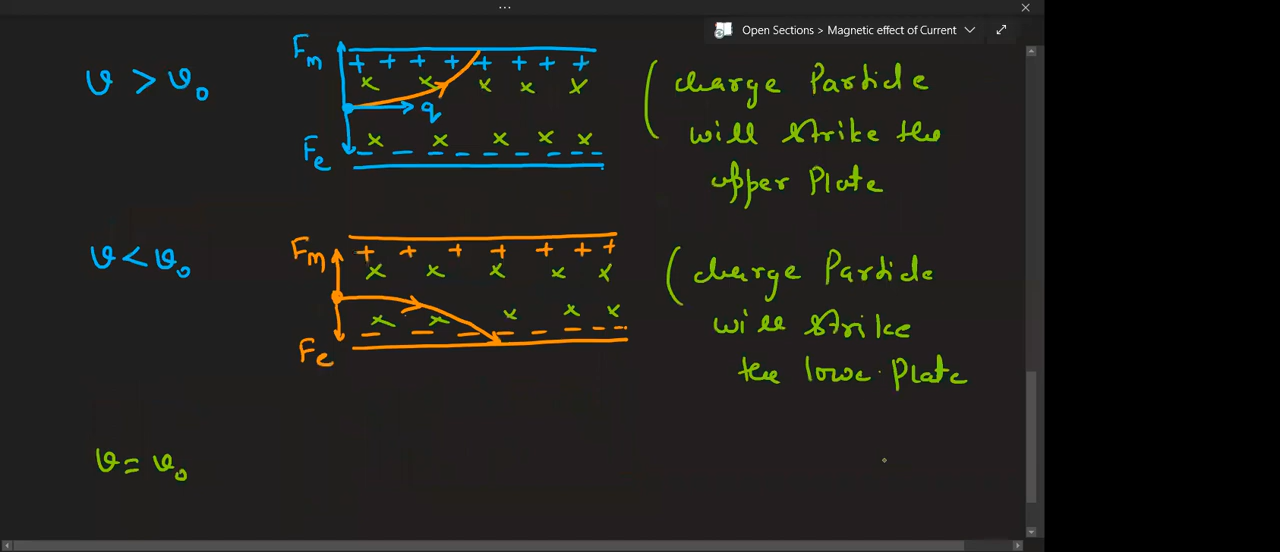 ...
Open Sections > Magnetic effect of Current
Fm
+ + + + + + + +
v > v₀
x x x x x
q
(charge Particle
will strike the
upper Plate
x x x x x
Fe
- - - - - - - - -
Fm
+ + + + + + +
v < v₀
x x x x x
(charge Particle
will strike
the lowe. Plate
x x x x x
Fe
- - - - - - - -
v = v₀